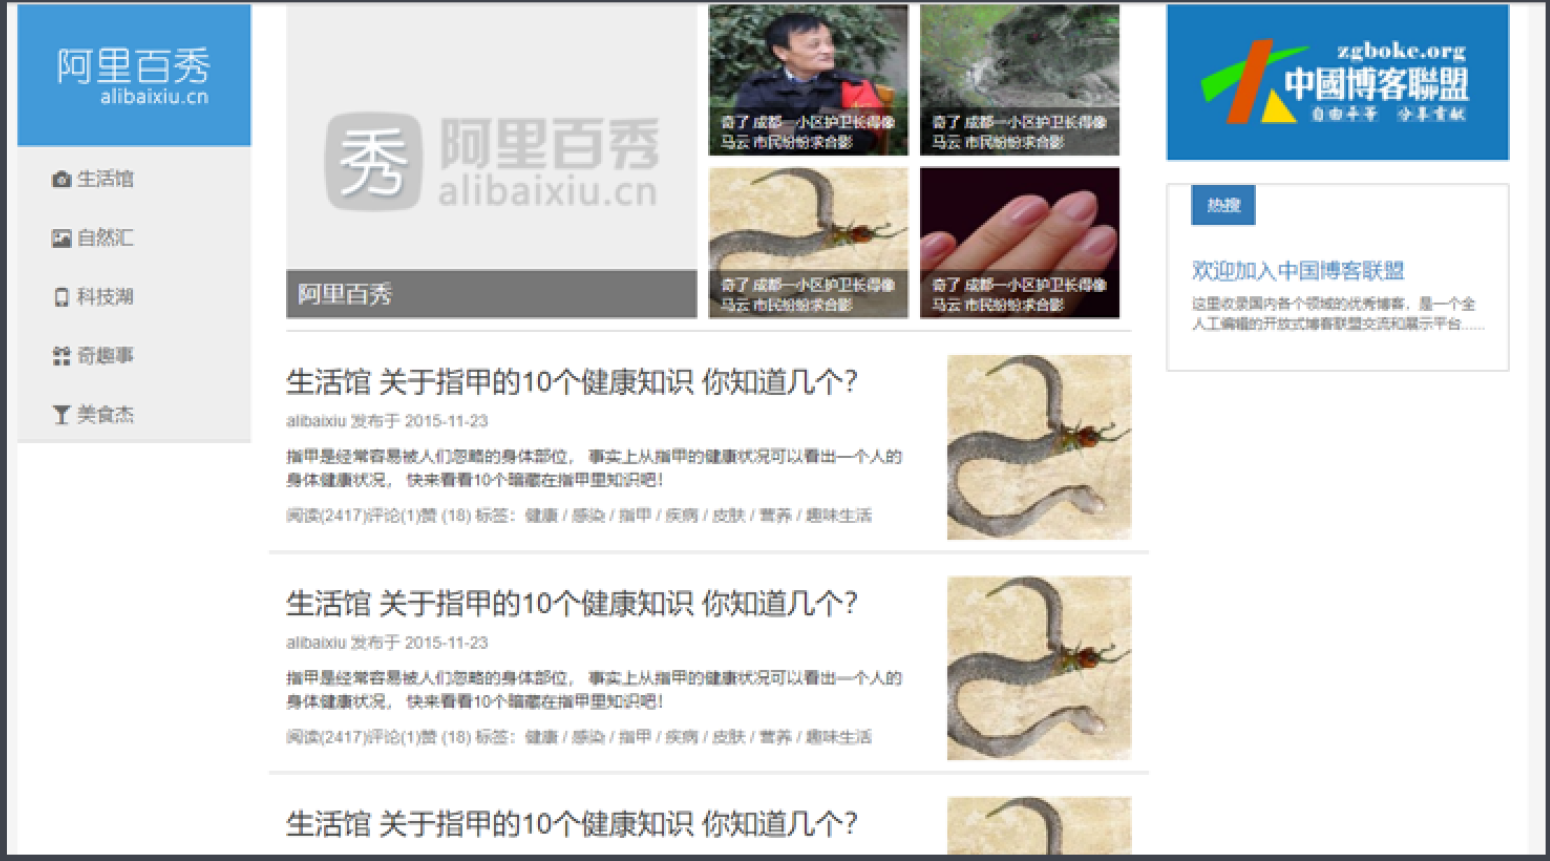 阿里百秀
alibaixiu.cn
生活馆
自然汇
科技湖
奇趣事
美食杰
秀 阿里百秀
alibaixiu.cn
阿里百秀
奇了 成都一小区护卫长得像
马云 市民纷纷求合影
奇了 成都一小区护卫长得像
马云 市民纷纷求合影
奇了 成都一小区护卫长得像
马云 市民纷纷求合影
奇了 成都一小区护卫长得像
马云 市民纷纷求合影
生活馆 关于指甲的10个健康知识 你知道几个？
alibaixiu 发布于 2015-11-23
指甲是经常容易被人们忽略的身体部位， 事实上从指甲的健康状况可以看出一个人的
身体健康状况， 快来看看10个暗藏在指甲里知识吧！
阅读(2417)评论(1)赞 (18) 标签：健康 / 感染 / 指甲 / 疾病 / 皮肤 / 营养 / 趣味生活
生活馆 关于指甲的10个健康知识 你知道几个？
alibaixiu 发布于 2015-11-23
指甲是经常容易被人们忽略的身体部位， 事实上从指甲的健康状况可以看出一个人的
身体健康状况， 快来看看10个暗藏在指甲里知识吧！
阅读(2417)评论(1)赞 (18) 标签：健康 / 感染 / 指甲 / 疾病 / 皮肤 / 营养 / 趣味生活
生活馆 关于指甲的10个健康知识 你知道几个？
zgboke.org
中國博客聯盟
自由平等 分享贡献
热搜
欢迎加入中国博客联盟
这里收录国内各个领域的优秀博客，是一个全
人工编辑的开放式博客联盟交流和展示平台......